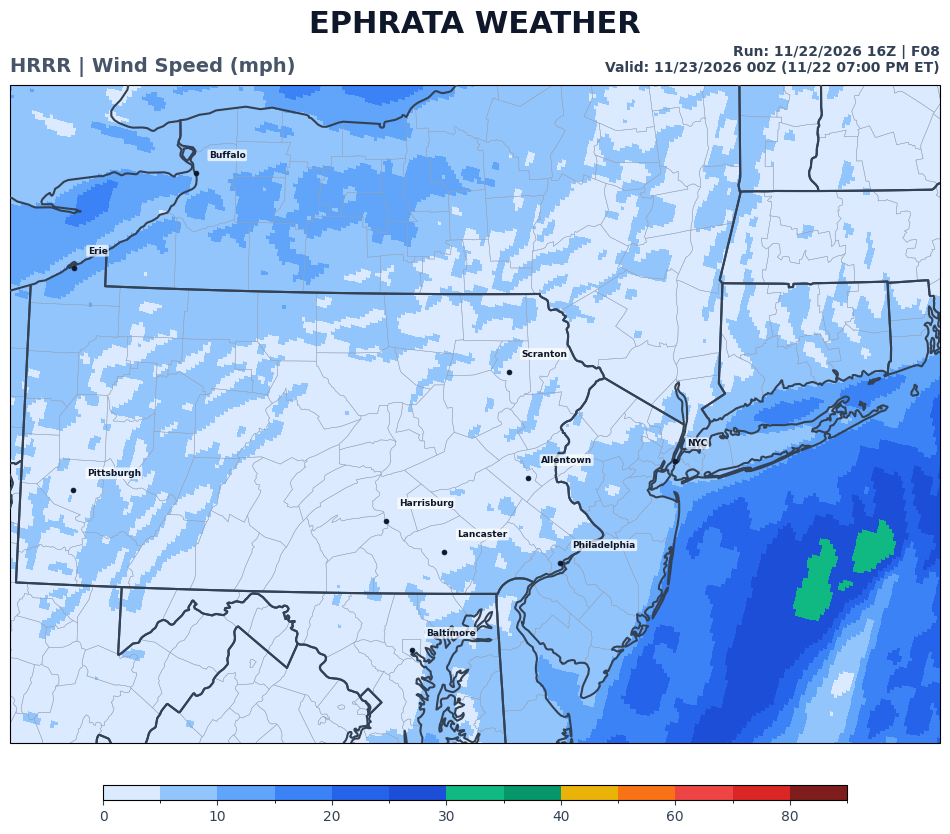 EPHRATA WEATHER
HRRR | Wind Speed (mph)
Run: 11/22/2026 16Z | F08
Valid: 11/23/2026 00Z (11/22 07:00 PM ET)
Buffalo
Erie
Scranton
NYC
Allentown
Pittsburgh
Harrisburg
Lancaster
Philadelphia
Baltimore
0 10 20 30 40 50 60 70 80